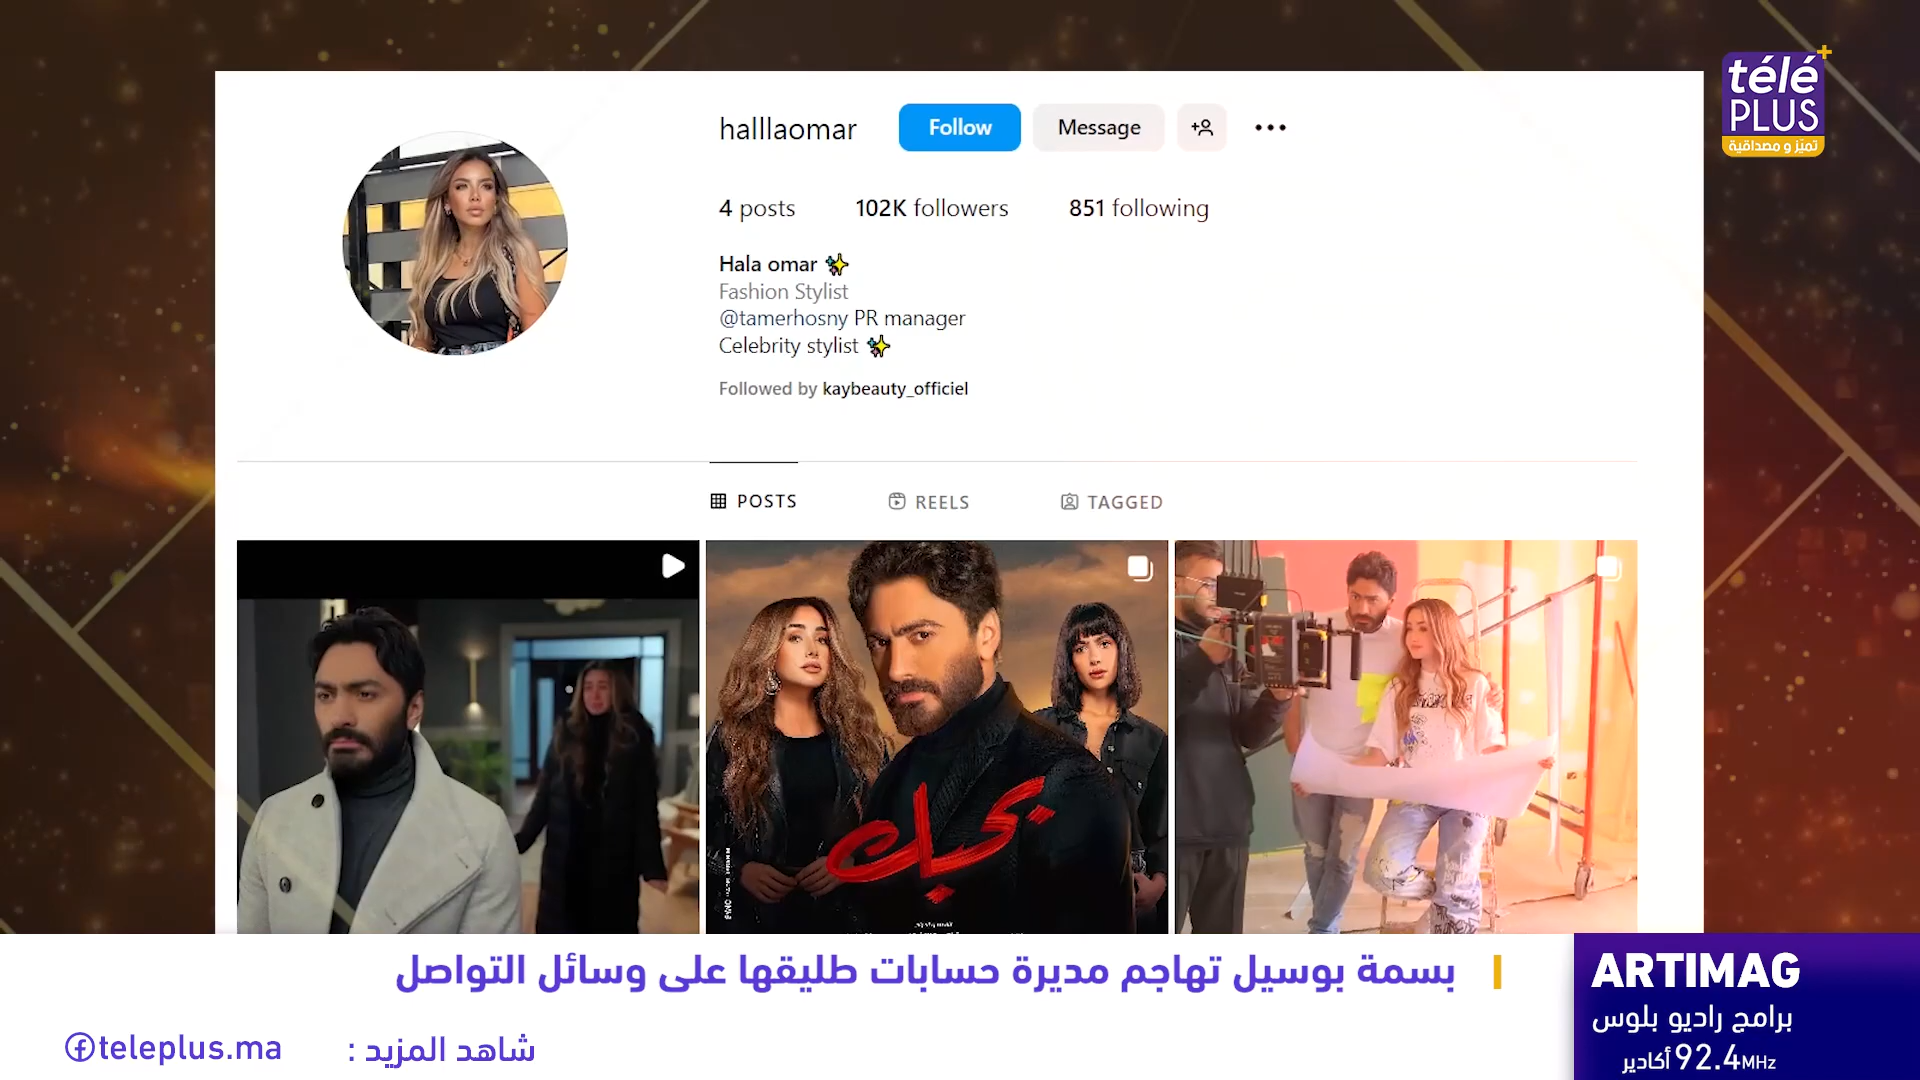 télé+
PLUS
تميّز و مصداقية
halllaomar
Follow
Message
4 posts
102K followers
851 following
Hala omar ✨
Fashion Stylist
@tamerhosny PR manager
Celebrity stylist ✨
Followed by kaybeauty_officiel
POSTS
REELS
TAGGED
بحبك
بسمة بوسيل تهاجم مديرة حسابات طليقها على وسائل التواصل
شاهد المزيد :
teleplus.ma
ARTIMAG
برامج راديو بلوس
أكادير 92.4MHz